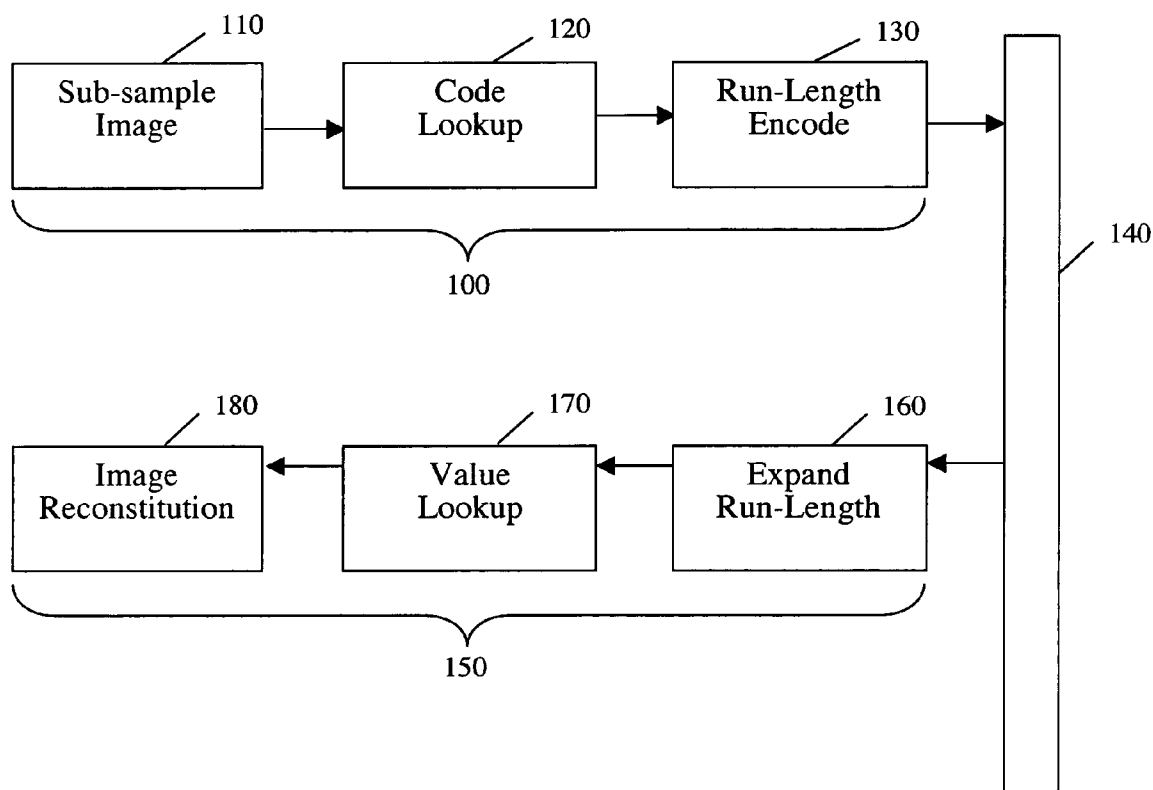 110
120
130
Sub-sample
Image
Code
Lookup
Run-Length
Encode
140
100
180
170
160
Image
Reconstitution
Value
Lookup
Expand
Run-Length
150